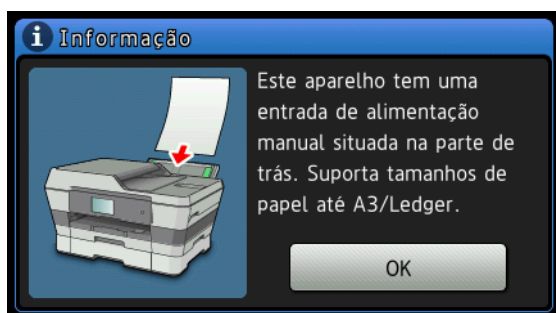 Informação
Este aparelho tem uma
entrada de alimentação
manual situada na parte de
trás. Suporta tamanhos de
papel até A3/Ledger.
OK